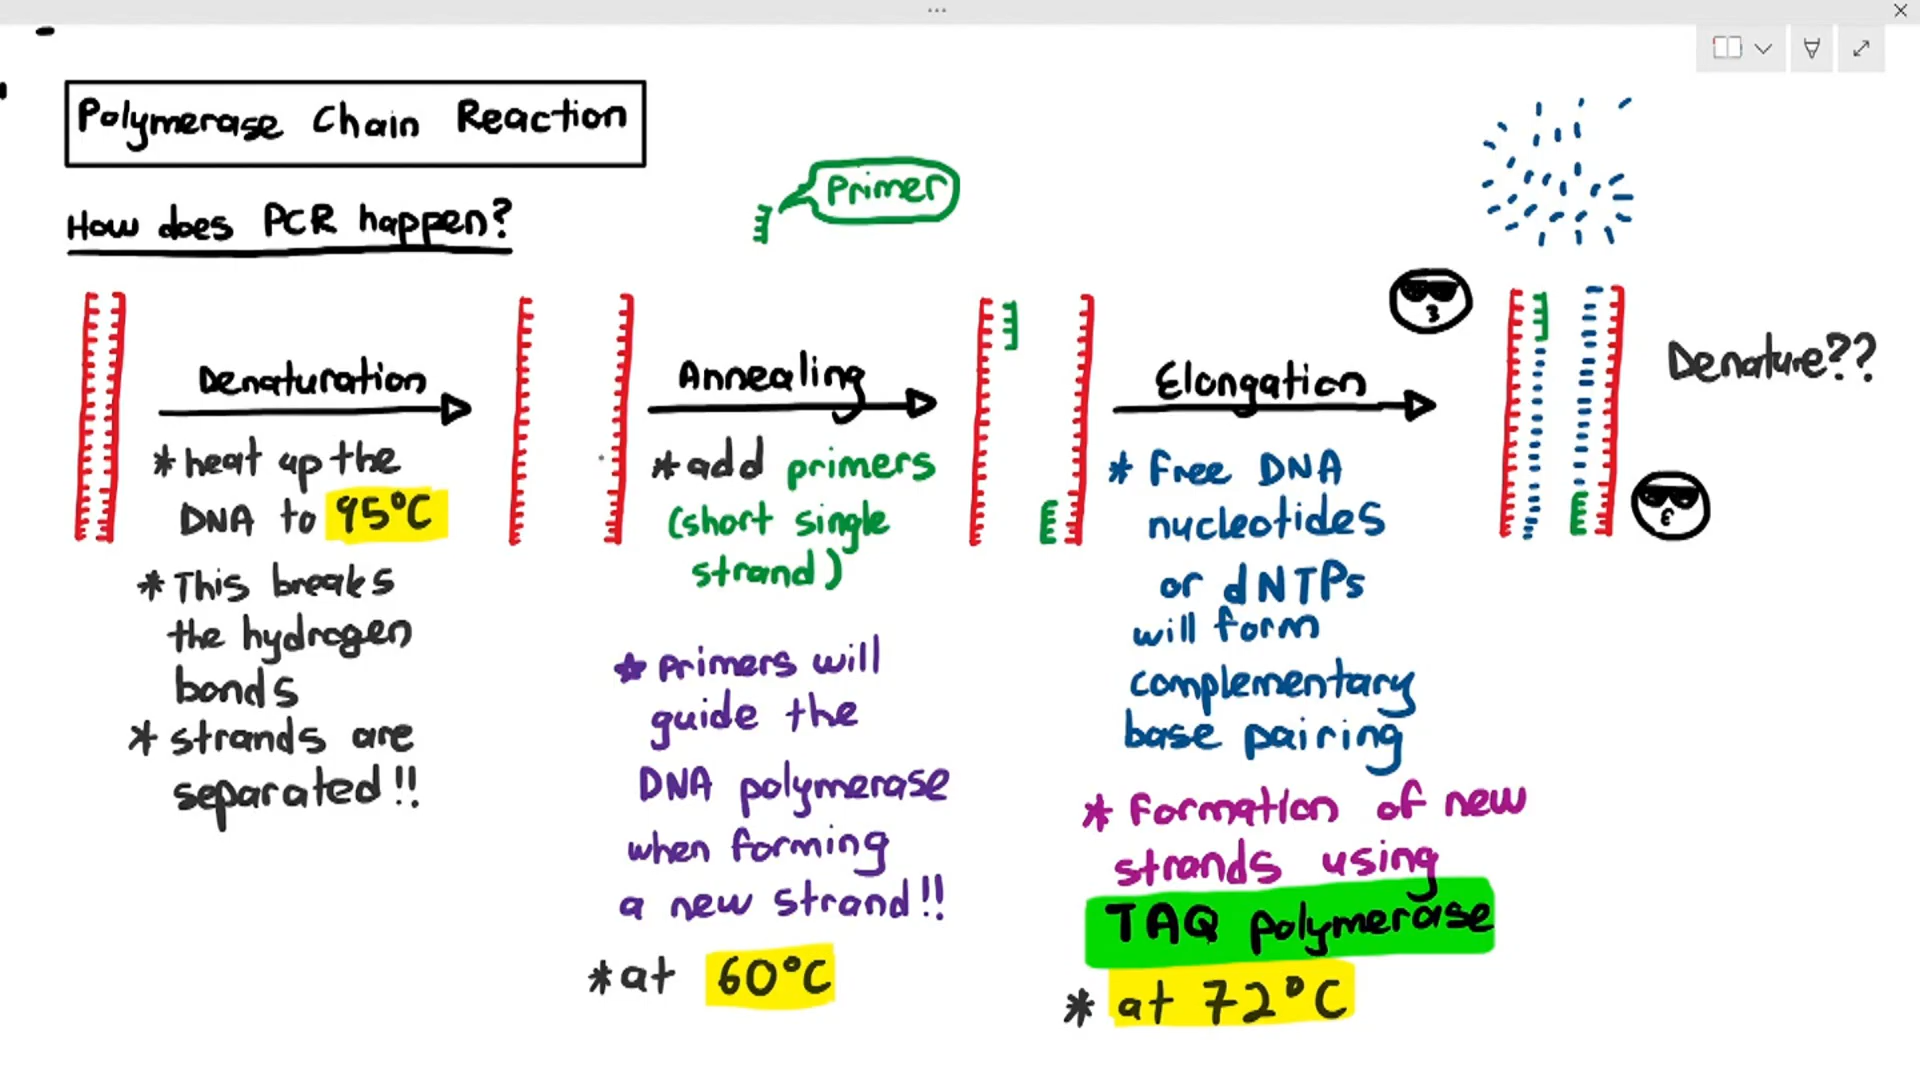 Polymerase Chain Reaction
How does PCR happen?
Primer
Denaturation
* heat up the
DNA to 95°C
* This breaks
the hydrogen
bonds
* strands are
separated!!
Annealing
* add primers
(short single
strand)
* primers will
guide the
DNA polymerase
when forming
a new strand!!
* at 60°C
Elongation
* Free DNA
nucleotides
or dNTPs
will form
complementary
base pairing
* Formation of new
strands using
TAQ polymerase
* at 72°C
Denature??